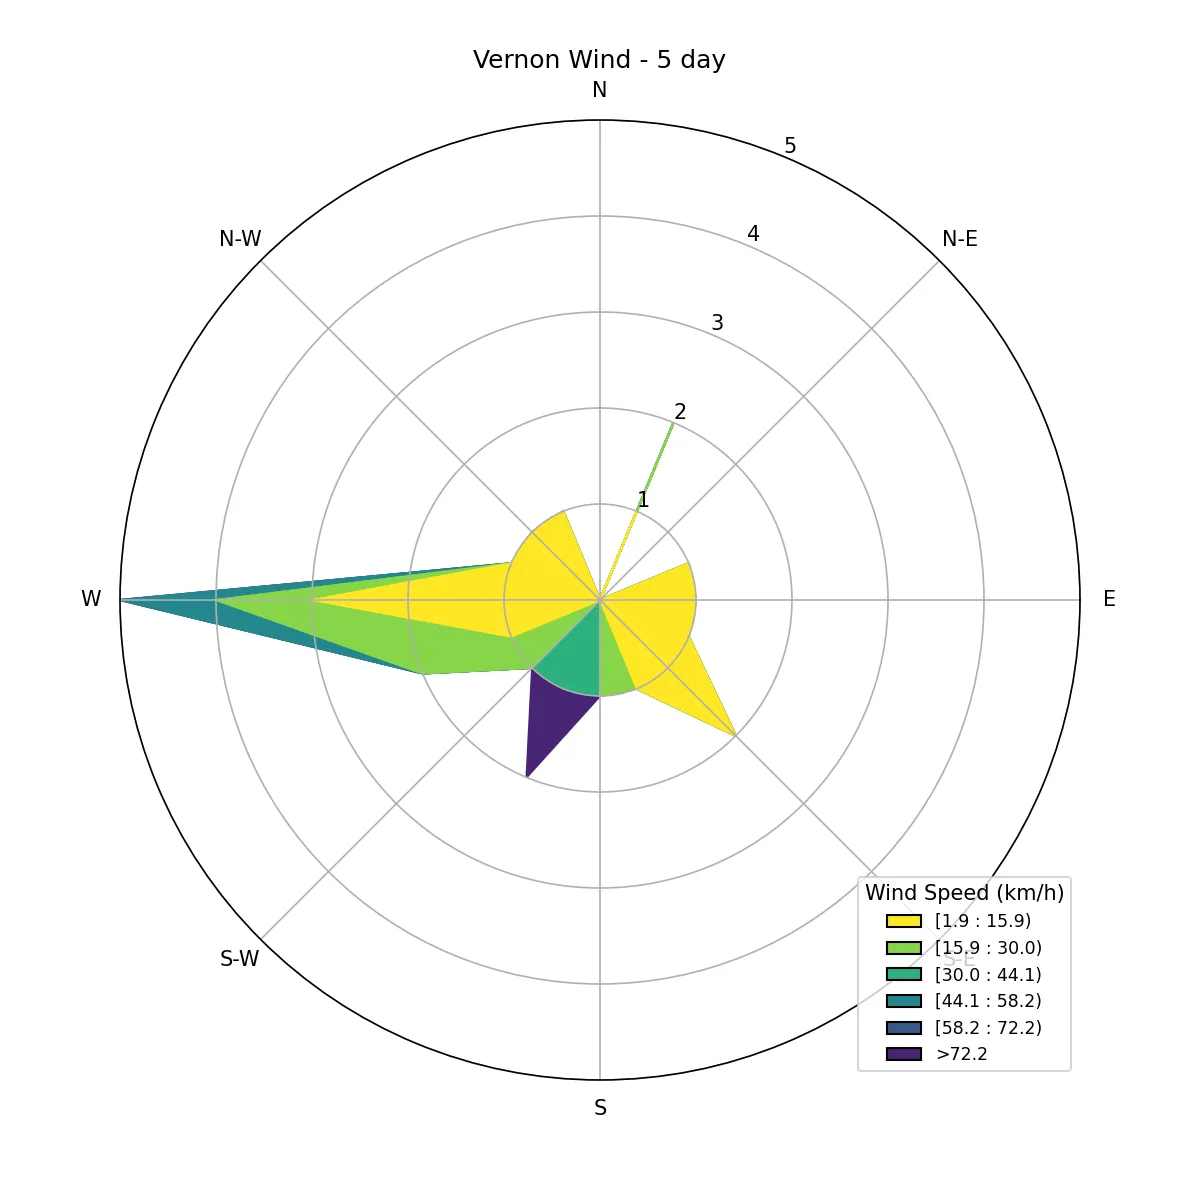 Vernon Wind - 5 day
N
5
N-W
N-E
4
3
2
1
W
E
S-W
S-E
Wind Speed (km/h)
[1.9 : 15.9)
[15.9 : 30.0)
[30.0 : 44.1)
[44.1 : 58.2)
[58.2 : 72.2)
>72.2
S